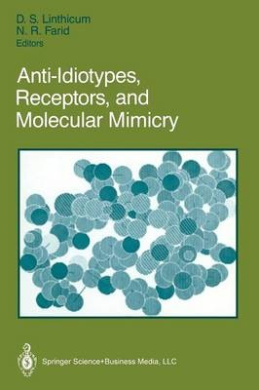 D. S. Linthicum
N. R. Farid
Editors
Anti-Idiotypes,
Receptors, and
Molecular Mimicry
Springer Science+Business Media, LLC